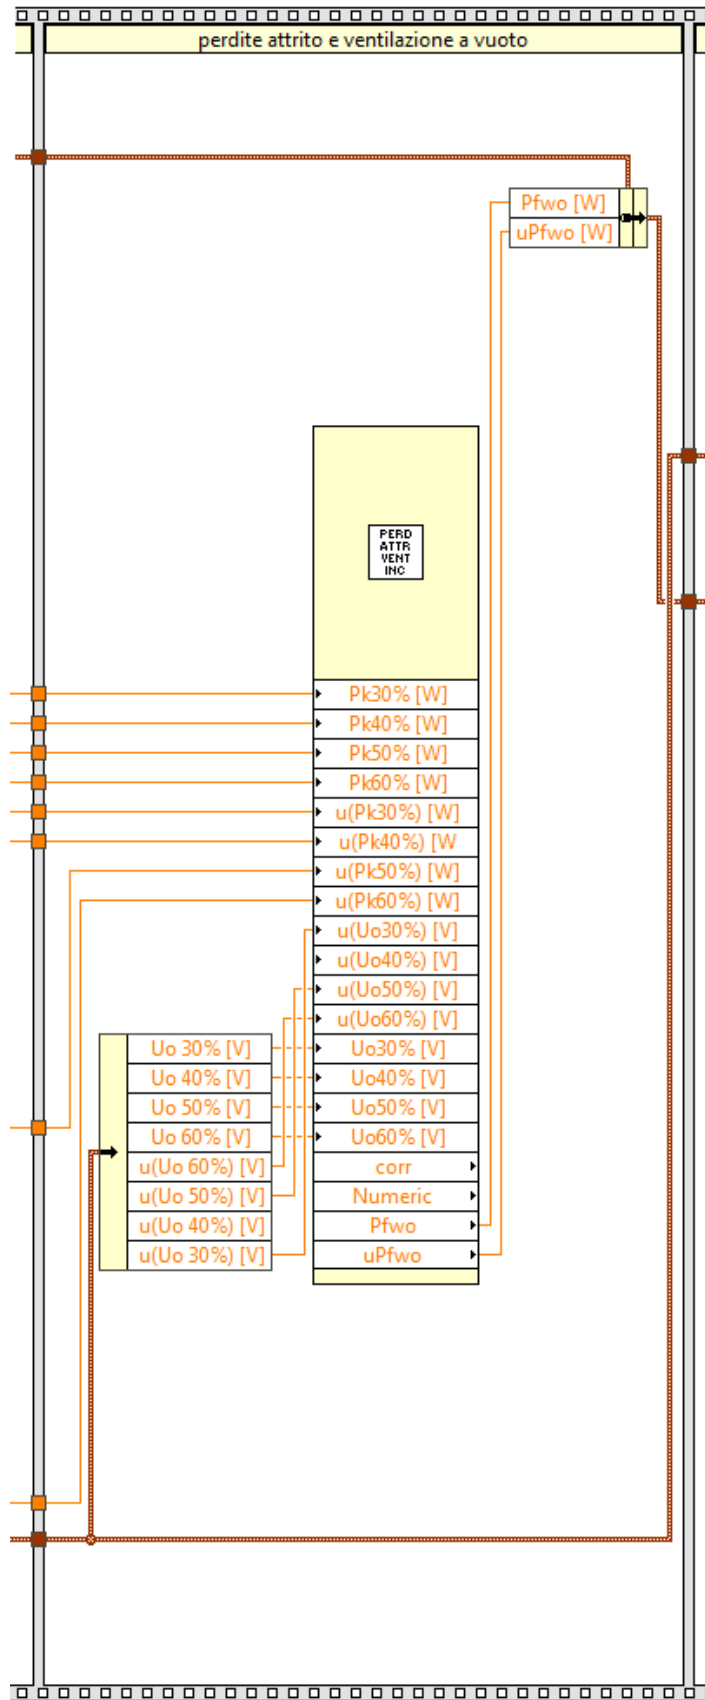 perdite attrito e ventilazione a vuoto
Pfwo [W]
uPfwo [W]
PERD
ATTR
VENT
INC
Pk30% [W]
Pk40% [W]
Pk50% [W]
Pk60% [W]
u(Pk30%) [W]
u(Pk40%) [W
u(Pk50%) [W]
u(Pk60%) [W]
u(Uo30%) [V]
u(Uo40%) [V]
u(Uo50%) [V]
u(Uo60%) [V]
Uo30% [V]
Uo40% [V]
Uo50% [V]
Uo60% [V]
corr
Numeric
Pfwo
uPfwo
Uo 30% [V]
Uo 40% [V]
Uo 50% [V]
Uo 60% [V]
u(Uo 60%) [V]
u(Uo 50%) [V]
u(Uo 40%) [V]
u(Uo 30%) [V]